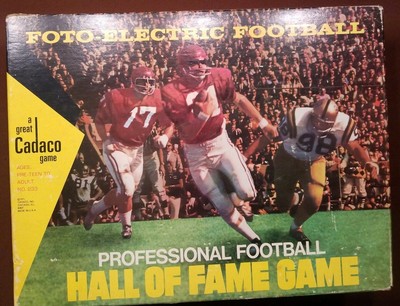 FOTO-ELECTRIC FOOTBALL
a
great
Cadaco
game
17
98
PROFESSIONAL FOOTBALL
HALL OF FAME GAME